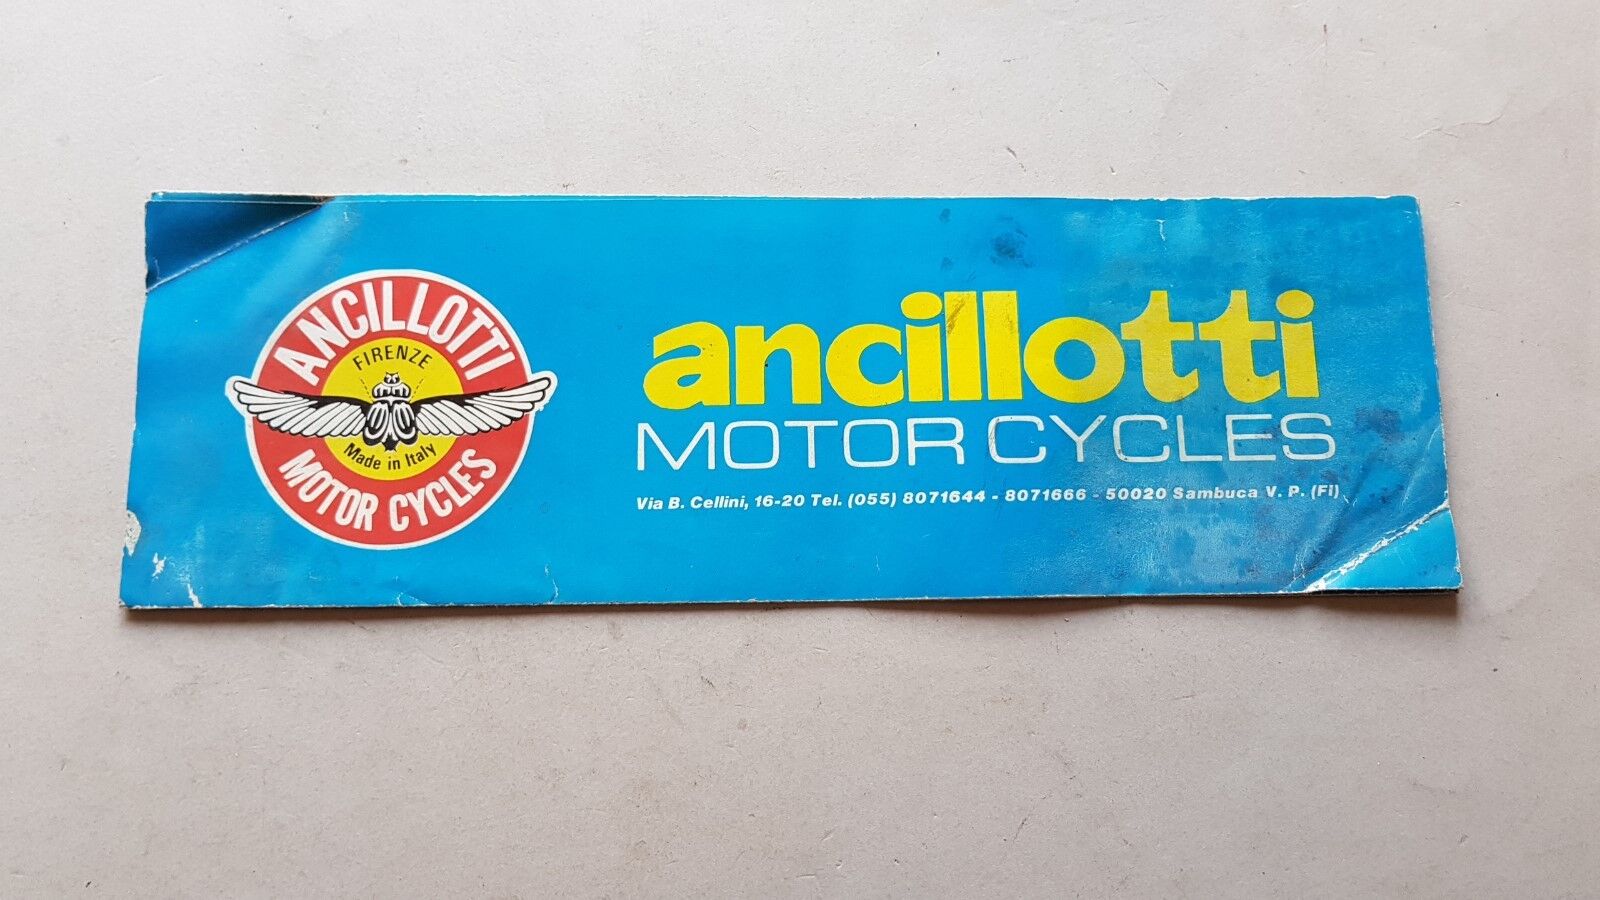 ANCILLOTTI
FIRENZE
Made in Italy
MOTOR CYCLES
ancillotti
MOTOR CYCLES
Via B. Cellini, 16-20 Tel. (055) 8071644 - 8071666 - 50020 Sambuca V. P. (FI)